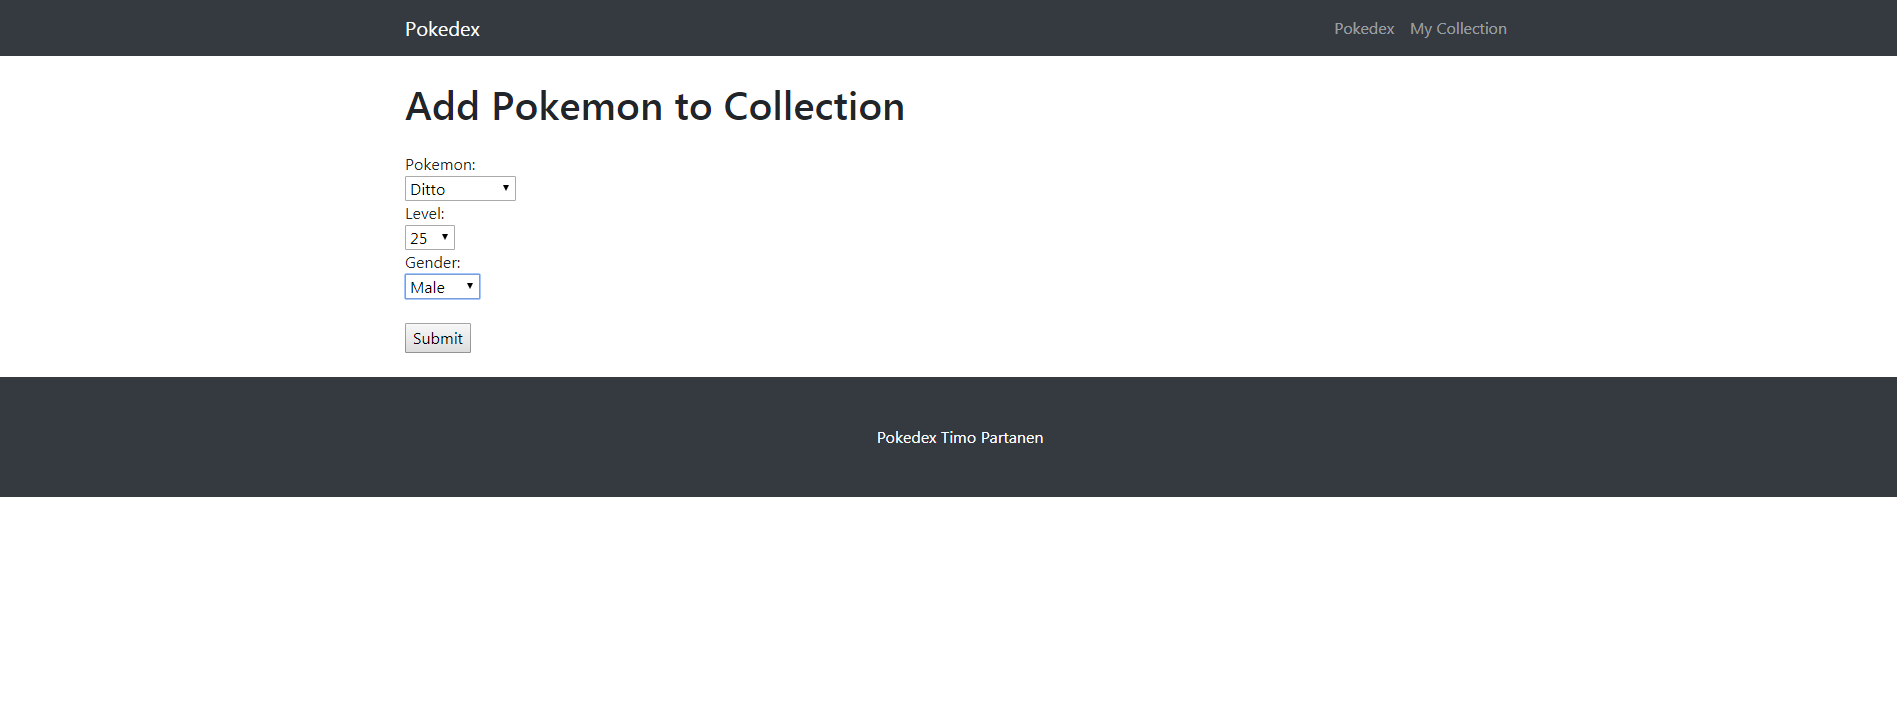 Pokedex
Pokedex My Collection
Add Pokemon to Collection
Pokemon:
Ditto
Level:
25
Gender:
Male
Submit
Pokedex Timo Partanen